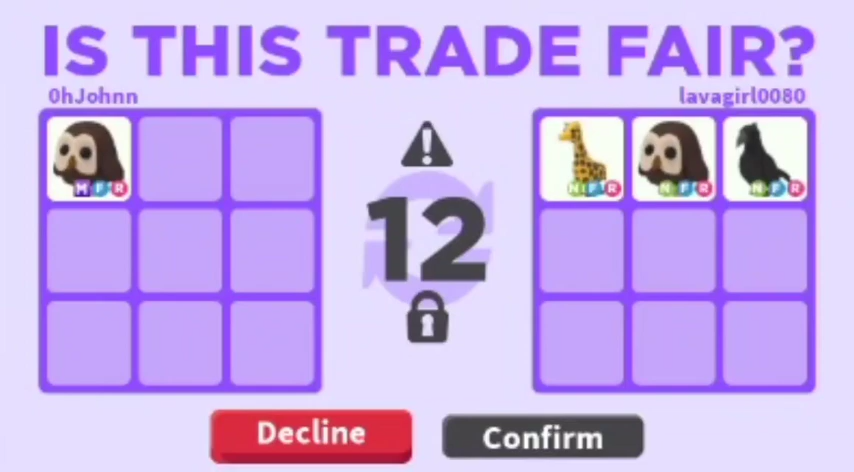 IS THIS TRADE FAIR?
0hJohnn
lavagirl0080
M F R
N F R
N F R
N F R
12
Decline
Confirm